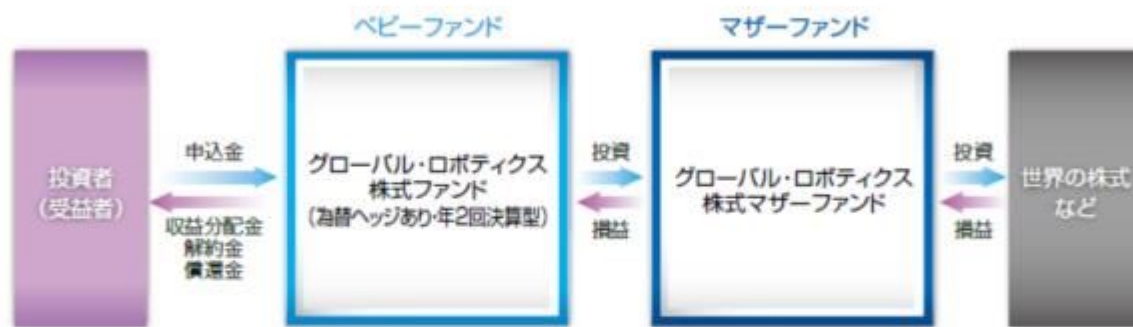 ベビーファンド
マザーファンド
投資者
(受益者)
申込金
収益分配金
解約金
償還金
グローバル・ロボティクス
株式ファンド
(為替ヘッジあり・年2回決算型)
投資
損益
グローバル・ロボティクス
株式マザーファンド
投資
損益
世界の株式
など